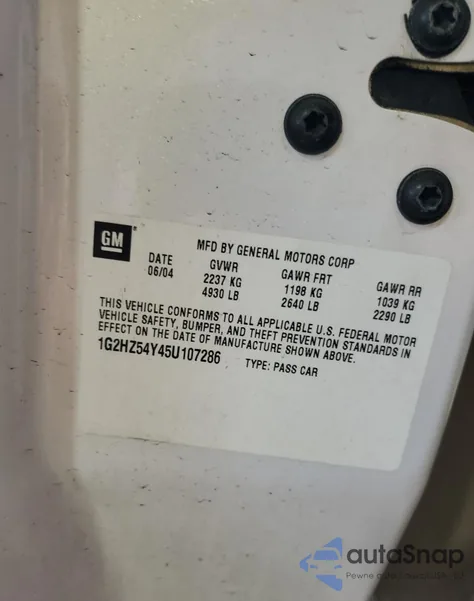 GM
MFD BY GENERAL MOTORS CORP
DATE GVWR GAWR FRT GAWR RR
06/04 2237 KG 1198 KG 1039 KG
4930 LB 2640 LB 2290 LB
THIS VEHICLE CONFORMS TO ALL APPLICABLE U.S. FEDERAL MOTOR
VEHICLE SAFETY, BUMPER, AND THEFT PREVENTION STANDARDS IN
EFFECT ON THE DATE OF MANUFACTURE SHOWN ABOVE.
1G2HZ54Y45U107286 TYPE: PASS CAR
autaSnap
Pewne auto